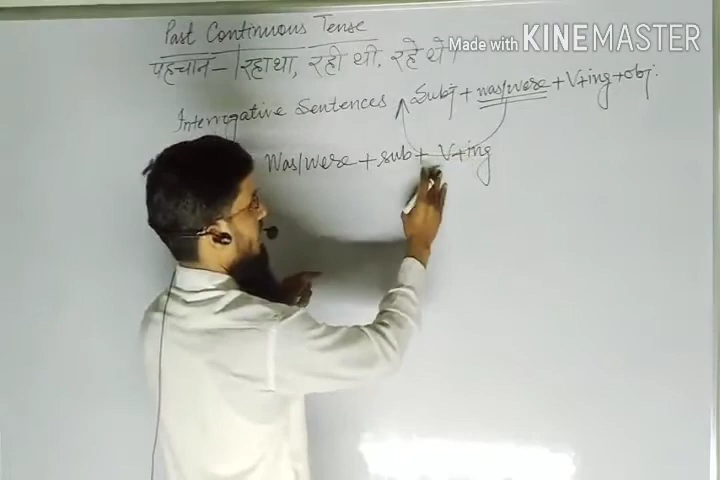 Past Continuous Tense
Made with KINEMASTER
पहचान - रहा था, रही थी, रहे थे।
Interrogative Sentences Subj + was/were + V+ing + obj.
Was/were + sub + V+ing